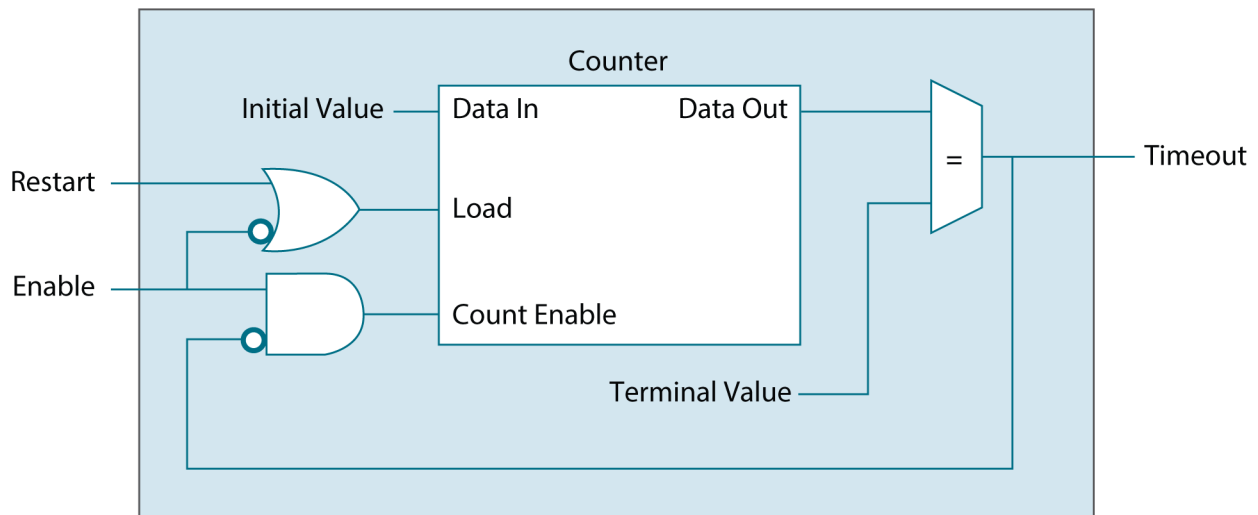 Counter
Initial Value
Data In
Data Out
=
Timeout
Restart
Load
Enable
Count Enable
Terminal Value